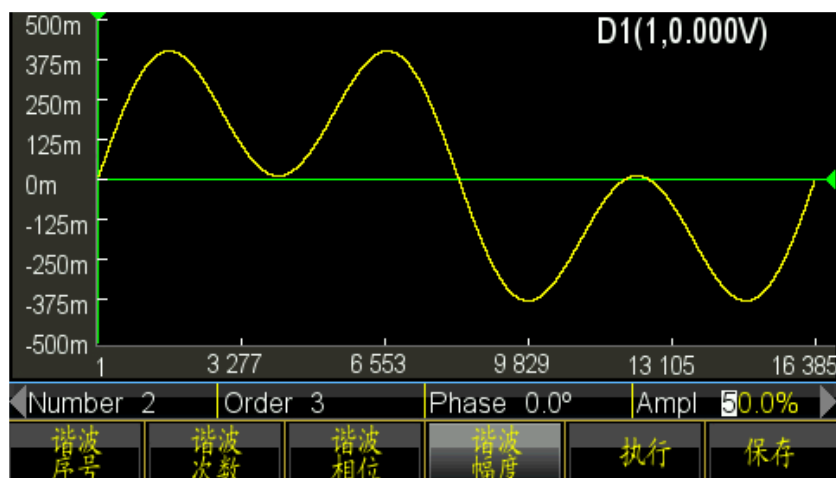 500m
D1(1,0.000V)
375m
250m
125m
0m
-125m
-250m
-375m
-500m
1 3 277 6 553 9 829 13 105 16 385
Number 2 Order 3 Phase 0.0º Ampl 50.0%
谐波 谐波 谐波 谐波 执行 保存
序号 次数 相位 幅度